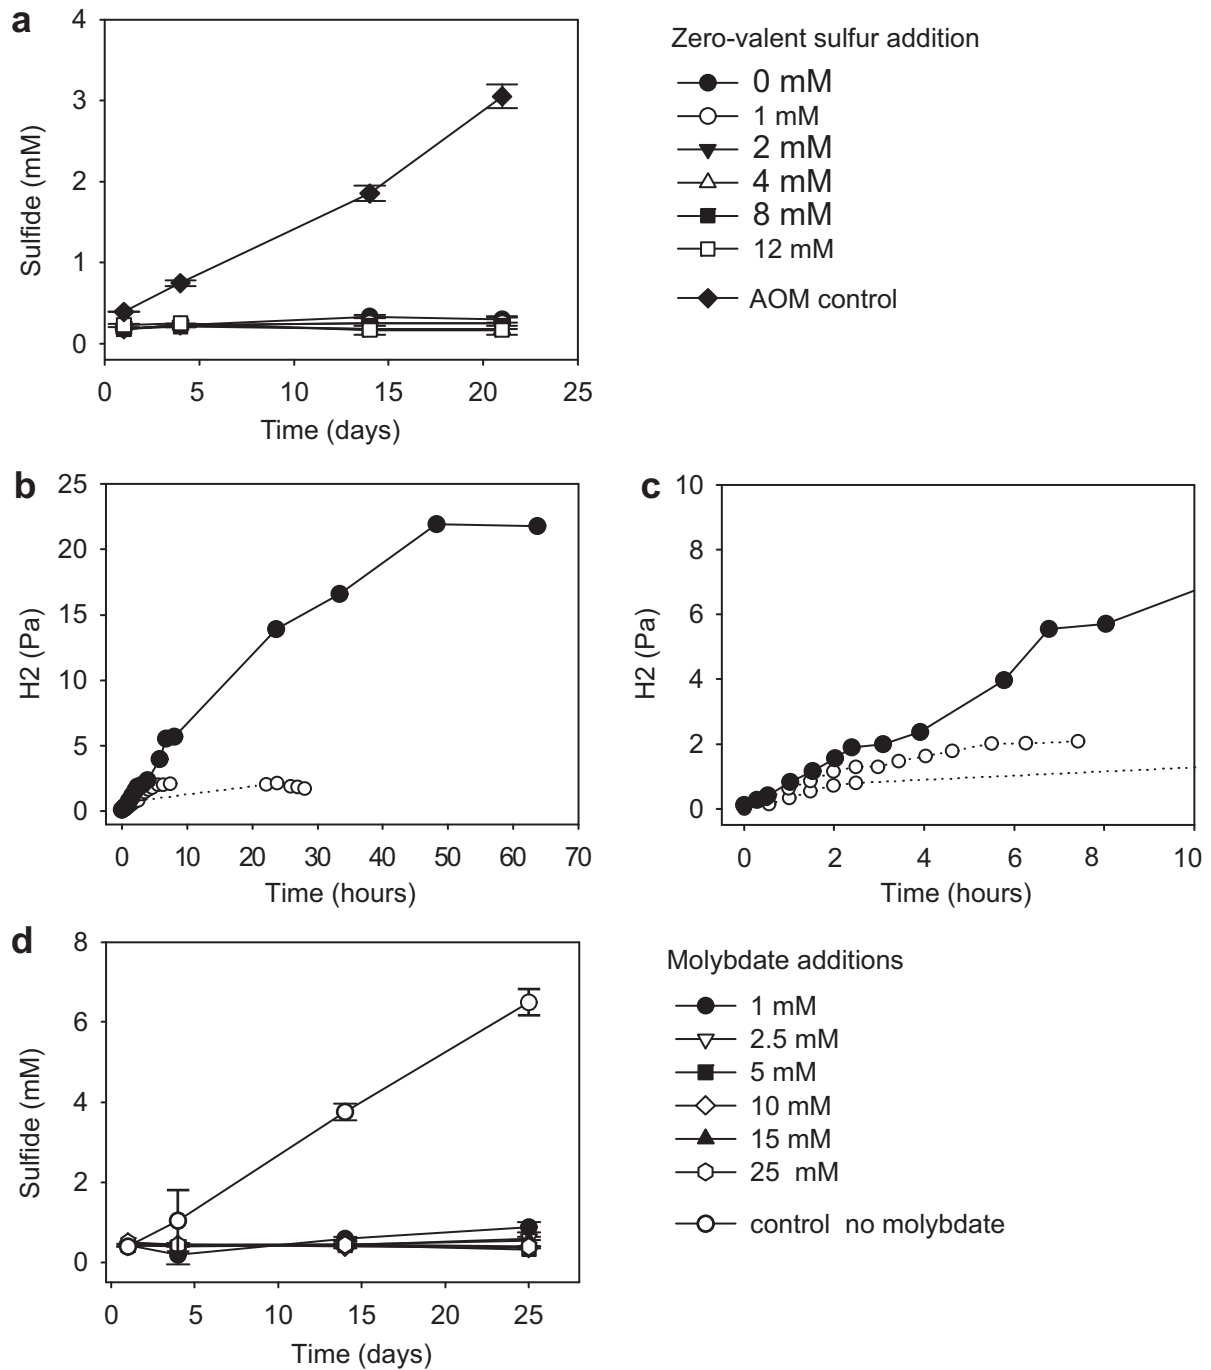 a
4
3
2
1
0
Sulfide (mM)
0 5 10 15 20 25
Time (days)
Zero-valent sulfur addition
0 mM
1 mM
2 mM
4 mM
8 mM
12 mM
AOM control
b
25
20
15
10
5
0
H2 (Pa)
0 10 20 30 40 50 60 70
Time (hours)
c
10
8
6
4
2
0
H2 (Pa)
0 2 4 6 8 10
Time (hours)
d
8
6
4
2
0
Sulfide (mM)
0 5 10 15 20 25
Time (days)
Molybdate additions
1 mM
2.5 mM
5 mM
10 mM
15 mM
25 mM
control no molybdate